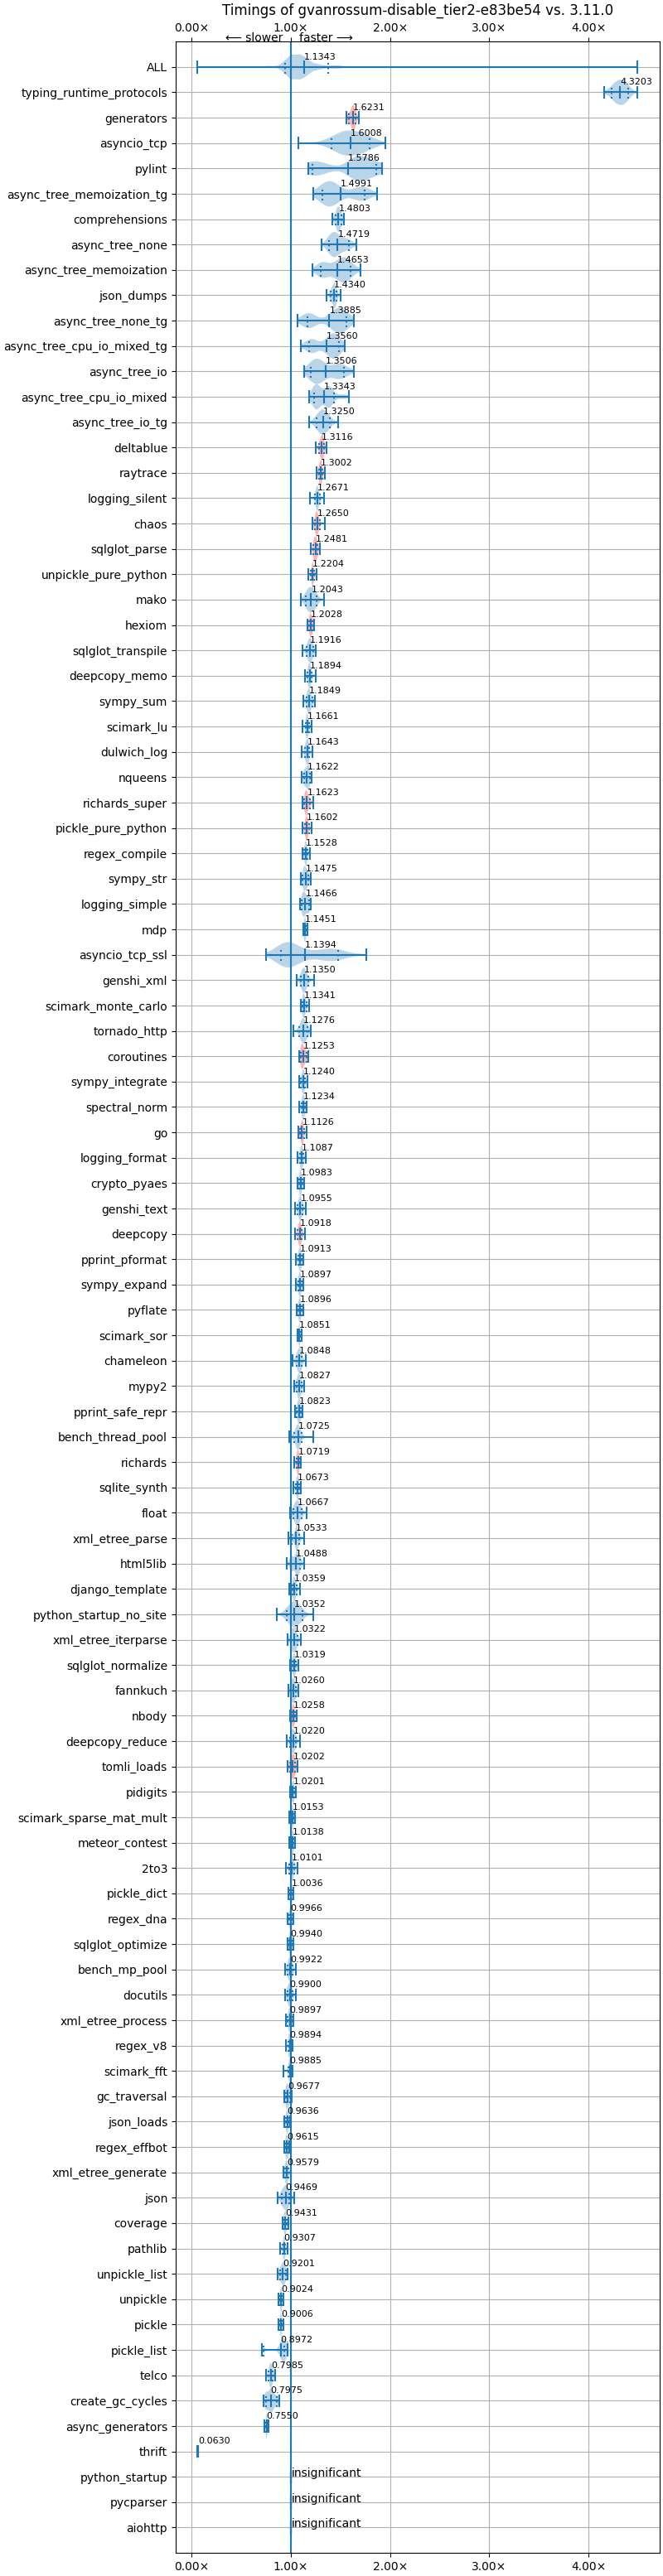 Timings of gvanrossum-disable_tier2-e83be54 vs. 3.11.0
0.00× 1.00× 2.00× 3.00× 4.00×
⟵ slower faster ⟶
ALL 1.1343
typing_runtime_protocols 4.3203
generators 1.6231
asyncio_tcp 1.6008
pylint 1.5786
async_tree_memoization_tg 1.4991
comprehensions 1.4803
async_tree_none 1.4719
async_tree_memoization 1.4653
json_dumps 1.4340
async_tree_none_tg 1.3885
async_tree_cpu_io_mixed_tg 1.3560
async_tree_io 1.3506
async_tree_cpu_io_mixed 1.3343
async_tree_io_tg 1.3250
deltablue 1.3116
raytrace 1.3002
logging_silent 1.2671
chaos 1.2650
sqlglot_parse 1.2481
unpickle_pure_python 1.2204
mako 1.2043
hexiom 1.2028
sqlglot_transpile 1.1916
deepcopy_memo 1.1894
sympy_sum 1.1849
scimark_lu 1.1661
dulwich_log 1.1643
nqueens 1.1622
richards_super 1.1623
pickle_pure_python 1.1602
regex_compile 1.1528
sympy_str 1.1475
logging_simple 1.1466
mdp 1.1451
asyncio_tcp_ssl 1.1394
genshi_xml 1.1350
scimark_monte_carlo 1.1341
tornado_http 1.1276
coroutines 1.1253
sympy_integrate 1.1240
spectral_norm 1.1234
go 1.1126
logging_format 1.1087
crypto_pyaes 1.0983
genshi_text 1.0955
deepcopy 1.0918
pprint_pformat 1.0913
sympy_expand 1.0897
pyflate 1.0896
scimark_sor 1.0851
chameleon 1.0848
mypy2 1.0827
pprint_safe_repr 1.0823
bench_thread_pool 1.0725
richards 1.0719
sqlite_synth 1.0673
float 1.0667
xml_etree_parse 1.0533
html5lib 1.0488
django_template 1.0359
python_startup_no_site 1.0352
xml_etree_iterparse 1.0322
sqlglot_normalize 1.0319
fannkuch 1.0260
nbody 1.0258
deepcopy_reduce 1.0220
tomli_loads 1.0202
pidigits 1.0201
scimark_sparse_mat_mult 1.0153
meteor_contest 1.0138
2to3 1.0101
pickle_dict 1.0036
regex_dna 0.9966
sqlglot_optimize 0.9940
bench_mp_pool 0.9922
docutils 0.9900
xml_etree_process 0.9897
regex_v8 0.9894
scimark_fft 0.9885
gc_traversal 0.9677
json_loads 0.9636
regex_effbot 0.9615
xml_etree_generate 0.9579
json 0.9469
coverage 0.9431
pathlib 0.9307
unpickle_list 0.9201
unpickle 0.9024
pickle 0.9006
pickle_list 0.8972
telco 0.7985
create_gc_cycles 0.7975
async_generators 0.7550
thrift 0.0630
python_startup insignificant
pycparser insignificant
aiohttp insignificant
0.00× 1.00× 2.00× 3.00× 4.00×